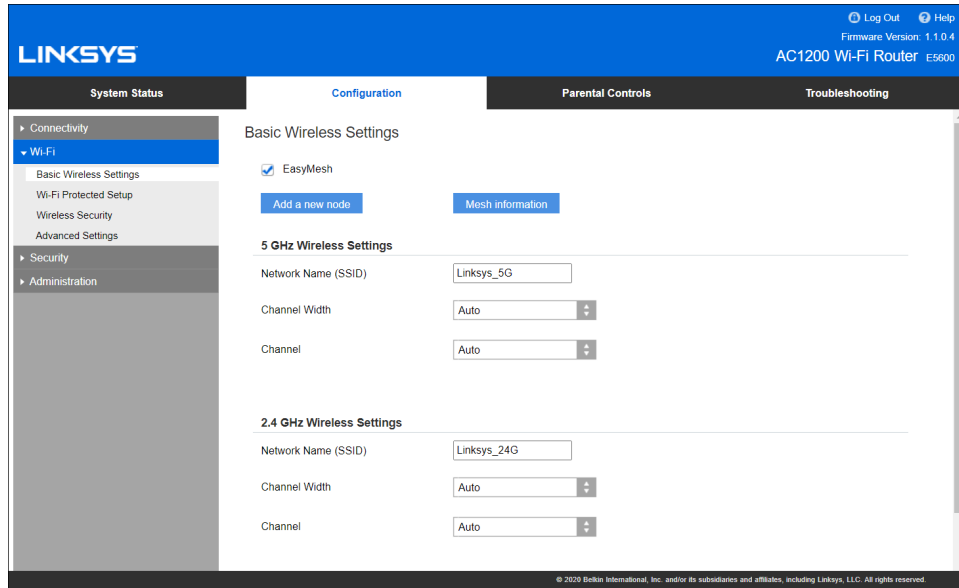 Log Out Help
Firmware Version: 1.1.0.4
LINKSYS
AC1200 Wi-Fi Router E5600
System Status Configuration Parental Controls Troubleshooting
Connectivity
Wi-Fi
Basic Wireless Settings
Wi-Fi Protected Setup
Wireless Security
Advanced Settings
Security
Administration
Basic Wireless Settings
EasyMesh
Add a new node Mesh information
5 GHz Wireless Settings
Network Name (SSID) Linksys_5G
Channel Width Auto
Channel Auto
2.4 GHz Wireless Settings
Network Name (SSID) Linksys_24G
Channel Width Auto
Channel Auto
© 2020 Belkin International, Inc. and/or its subsidiaries and affiliates, including Linksys, LLC. All rights reserved.